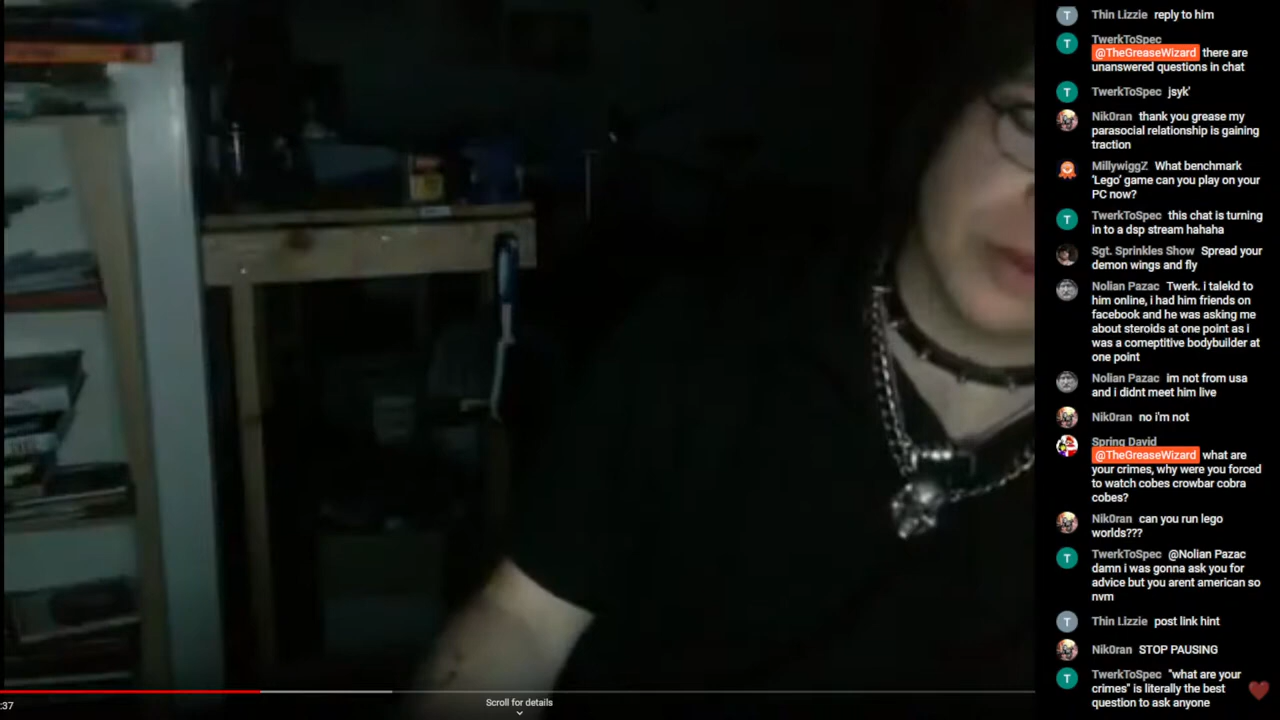 Thin Lizzie reply to him
TwerkToSpec
@TheGreaseWizard there are
unanswered questions in chat
TwerkToSpec jsyk'
Nik0ran thank you grease my
parasocial relationship is gaining
traction
MillywiggZ What benchmark
'Lego' game can you play on your
PC now?
TwerkToSpec this chat is turning
in to a dsp stream hahaha
Sgt. Sprinkles Show Spread your
demon wings and fly
Nolian Pazac Twerk. i talekd to
him online, i had him friends on
facebook and he was asking me
about steroids at one point as i
was a comeptitive bodybuilder at
one point
Nolian Pazac im not from usa
and i didnt meet him live
Nik0ran no i'm not
Spring David
@TheGreaseWizard what are
your crimes, why were you forced
to watch cobes crowbar cobra
cobes?
Nik0ran can you run lego
worlds???
TwerkToSpec @Nolian Pazac
damn i was gonna ask you for
advice but you arent american so
nvm
Thin Lizzie post link hint
Nik0ran STOP PAUSING
TwerkToSpec "what are your
crimes" is literally the best
question to ask anyone
:37
Scroll for details